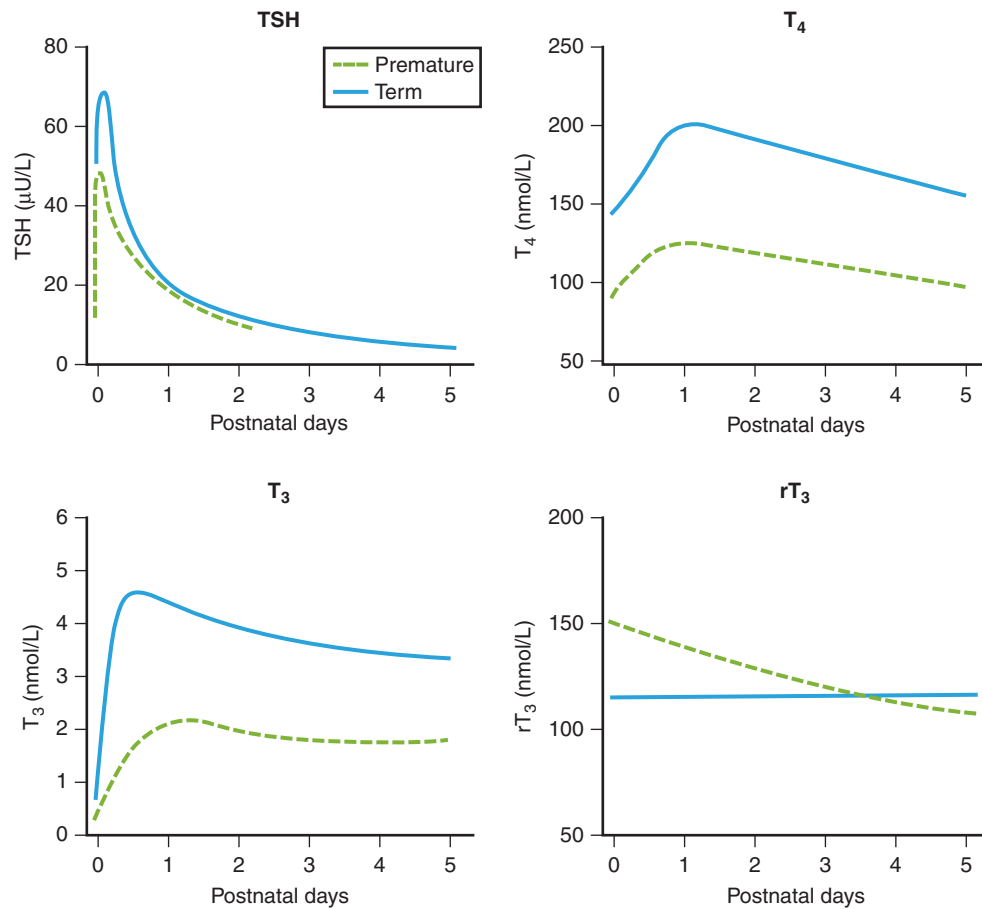 TSH
80
60
40
20
0
TSH (μU/L)
Premature
Term
0 1 2 3 4 5
Postnatal days
T4
250
200
150
100
50
T4 (nmol/L)
0 1 2 3 4 5
Postnatal days
T3
6
5
4
3
2
1
0
T3 (nmol/L)
0 1 2 3 4 5
Postnatal days
rT3
200
150
100
50
rT3 (nmol/L)
0 1 2 3 4 5
Postnatal days